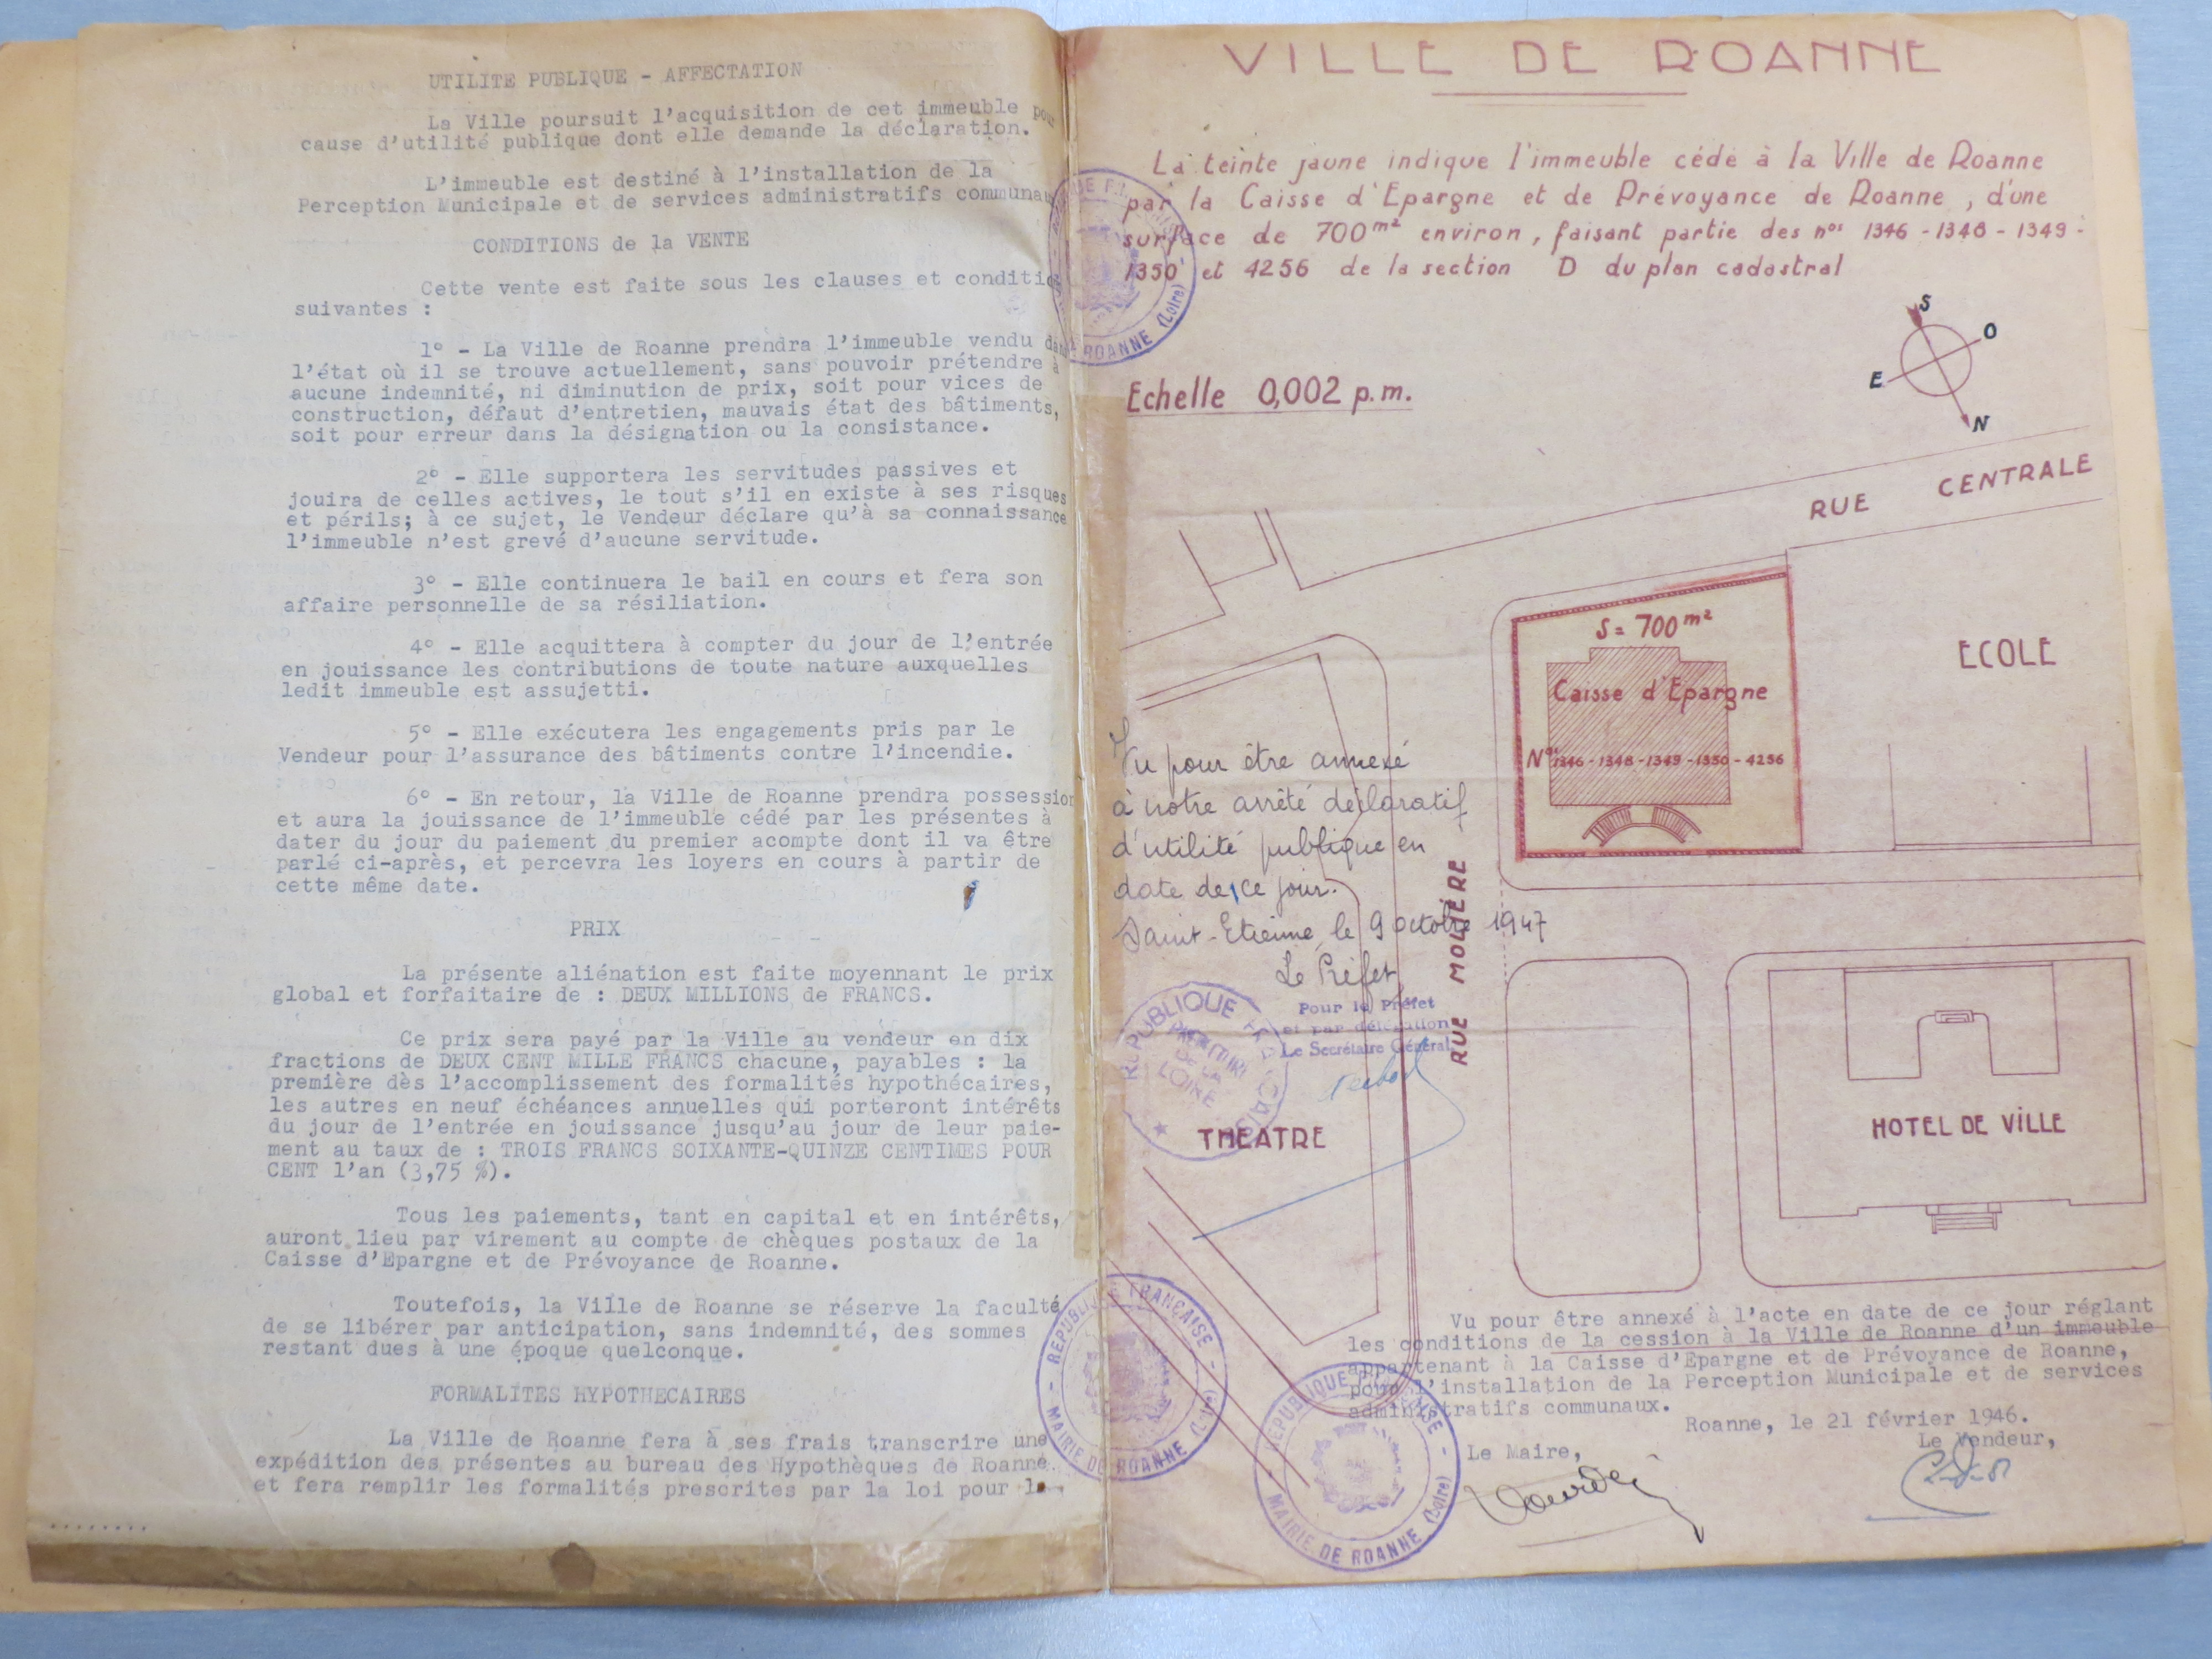 UTILITE PUBLIQUE - AFFECTATION
La Ville poursuit l'acquisition de cet immeuble pour
cause d'utilité publique dont elle demande la déclaration.
L'immeuble est destiné à l'installation de la
Perception Municipale et de services administratifs communau
CONDITIONS de la VENTE
Cette vente est faite sous les clauses et conditio
suivantes :
1° - La Ville de Roanne prendra l'immeuble vendu dans
l'état où il se trouve actuellement, sans pouvoir prétendre à
aucune indemnité, ni diminution de prix, soit pour vices de
construction, défaut d'entretien, mauvais état des bâtiments,
soit pour erreur dans la désignation ou la consistance.
2° - Elle supportera les servitudes passives et
jouira de celles actives, le tout s'il en existe à ses risques
et périls; à ce sujet, le Vendeur déclare qu'à sa connaissance
l'immeuble n'est grevé d'aucune servitude.
3° - Elle continuera le bail en cours et fera son
affaire personnelle de sa résiliation.
4° - Elle acquittera à compter du jour de l'entrée
en jouissance les contributions de toute nature auxquelles
ledit immeuble est assujetti.
5° - Elle exécutera les engagements pris par le
Vendeur pour l'assurance des bâtiments contre l'incendie.
6° - En retour, la Ville de Roanne prendra possession
et aura la jouissance de l'immeuble cédé par les présentes à
dater du jour du paiement du premier acompte dont il va être
parlé ci-après, et percevra les loyers en cours à partir de
cette même date.
PRIX
La présente aliénation est faite moyennant le prix
global et forfaitaire de : DEUX MILLIONS de FRANCS.
Ce prix sera payé par la Ville au vendeur en dix
fractions de DEUX CENT MILLE FRANCS chacune, payables : la
première dès l'accomplissement des formalités hypothécaires,
les autres en neuf échéances annuelles qui porteront intérêts
du jour de l'entrée en jouissance jusqu'au jour de leur paie-
ment au taux de : TROIS FRANCS SOIXANTE-QUINZE CENTIMES POUR
CENT l'an (3,75 %).
Tous les paiements, tant en capital et en intérêts,
auront lieu par virement au compte de chèques postaux de la
Caisse d'Epargne et de Prévoyance de Roanne.
Toutefois, la Ville de Roanne se réserve la faculté
de se libérer par anticipation, sans indemnité, des sommes
restant dues à une époque quelconque.
FORMALITES HYPOTHECAIRES
La Ville de Roanne fera à ses frais transcrire une
expédition des présentes au bureau des Hypothèques de Roanne
et fera remplir les formalités prescrites par la loi pour la
........
VILLE DE ROANNE
La teinte jaune indique l'immeuble cédé à la Ville de Roanne
par la Caisse d'Epargne et de Prévoyance de Roanne, d'une
surface de 700 m² environ, faisant partie des nos 1346 - 1348 - 1349 -
1350 et 4256 de la section D du plan cadastral
ROANNE (Loire)
S
O
E
N
Echelle 0,002 p.m.
RUE CENTRALE
S = 700 m²
Caisse d'Epargne
Nos 1346 - 1348 - 1349 - 1350 - 4256
ECOLE
Vu pour être annexé
à notre arrêté déclaratif
d'utilité publique en
date de ce jour.
Saint-Etienne, le 9 octobre 1947
Le Préfet
Pour le Préfet
et par délégation
Le Secrétaire Général
REPUBLIQUE FRANCAISE
PREFECTURE
DE LA
LOIRE
RUE MOLIÈRE
THEATRE
HOTEL DE VILLE
Vu pour être annexé à l'acte en date de ce jour réglant
les conditions de la cession à la Ville de Roanne d'un immeuble
appartenant à la Caisse d'Epargne et de Prévoyance de Roanne,
pour l'installation de la Perception Municipale et de services
administratifs communaux.
Roanne, le 21 février 1946.
Le Maire,
Le Vendeur,
REPUBLIQUE FRANÇAISE - MAIRIE DE ROANNE (Loire)
REPUBLIQUE FRANÇAISE - MAIRIE DE ROANNE (Loire)